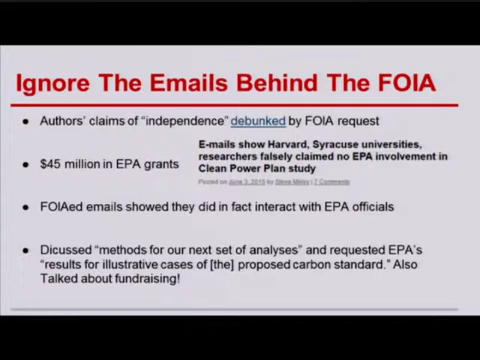 Ignore The Emails Behind The FOIA
● Authors' claims of "independence" debunked by FOIA request
E-mails show Harvard, Syracuse universities,
researchers falsely claimed no EPA involvement in
Clean Power Plan study
Posted on June 3, 2015 by Steve Milloy | 7 Comments
● $45 million in EPA grants
● FOIAed emails showed they did in fact interact with EPA officials
● Dicussed "methods for our next set of analyses" and requested EPA's
"results for illustrative cases of [the] proposed carbon standard." Also
Talked about fundraising!